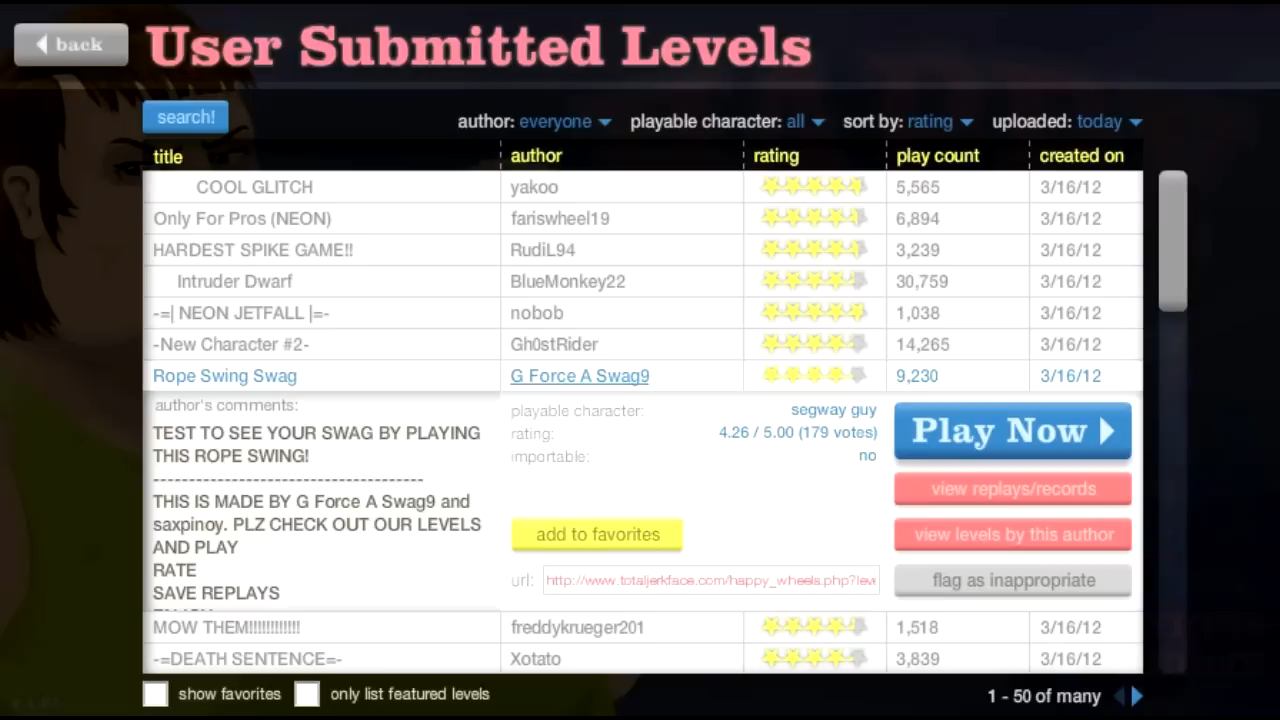 back
User Submitted Levels
search!
author: everyone playable character: all sort by: rating uploaded: today
title author rating play count created on
COOL GLITCH yakoo 5,565 3/16/12
Only For Pros (NEON) fariswheel19 6,894 3/16/12
HARDEST SPIKE GAME!! RudiL94 3,239 3/16/12
Intruder Dwarf BlueMonkey22 30,759 3/16/12
-=| NEON JETFALL |=- nobob 1,038 3/16/12
-New Character #2- Gh0stRider 14,265 3/16/12
Rope Swing Swag G Force A Swag9 9,230 3/16/12
author's comments:
TEST TO SEE YOUR SWAG BY PLAYING
THIS ROPE SWING!
--------------------------------------
THIS IS MADE BY G Force A Swag9 and
saxpinoy. PLZ CHECK OUT OUR LEVELS
AND PLAY
RATE
SAVE REPLAYS
playable character: segway guy
rating: 4.26 / 5.00 (179 votes)
importable: no
add to favorites
url: http://www.totaljerkface.com/happy_wheels.php?lev
Play Now
view replays/records
view levels by this author
flag as inappropriate
MOW THEM!!!!!!!!!!!! freddykrueger201 1,518 3/16/12
-=DEATH SENTENCE=- Xotato 3,839 3/16/12
show favorites only list featured levels 1 - 50 of many